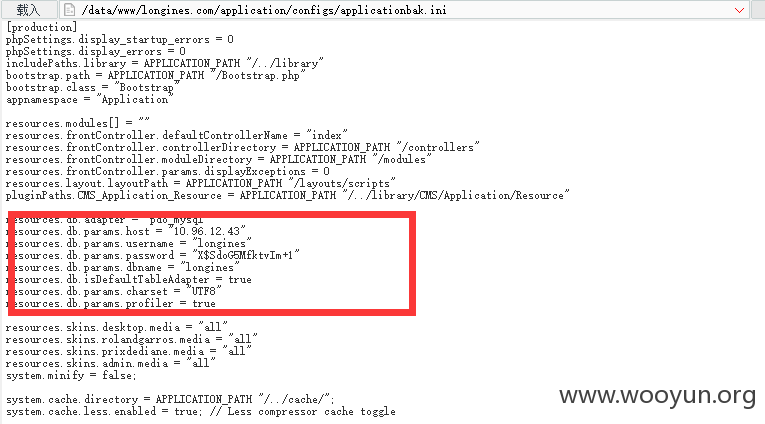 载入
/data/www/longines.com/application/configs/applicationbak.ini
[production]
phpSettings.display_startup_errors = 0
phpSettings.display_errors = 0
includePaths.library = APPLICATION_PATH "/../library"
bootstrap.path = APPLICATION_PATH "/Bootstrap.php"
bootstrap.class = "Bootstrap"
appnamespace = "Application"
resources.modules[] = ""
resources.frontController.defaultControllerName = "index"
resources.frontController.controllerDirectory = APPLICATION_PATH "/controllers"
resources.frontController.moduleDirectory = APPLICATION_PATH "/modules"
resources.frontController.params.displayExceptions = 0
resources.layout.layoutPath = APPLICATION_PATH "/layouts/scripts"
pluginPaths.CMS_Application_Resource = APPLICATION_PATH "/../library/CMS/Application/Resource"
resources.db.adapter = "pdo_mysql"
resources.db.params.host = "10.96.12.43"
resources.db.params.username = "longines"
resources.db.params.password = "X$SdoG5MfktvIm+1"
resources.db.params.dbname = "longines"
resources.db.isDefaultTableAdapter = true
resources.db.params.charset = "UTF8"
resources.db.params.profiler = true
resources.skins.desktop.media = "all"
resources.skins.rolandgarros.media = "all"
resources.skins.prixdediane.media = "all"
resources.skins.admin.media = "all"
system.minify = false;
system.cache.directory = APPLICATION_PATH "/../cache/";
system.cache.less.enabled = true; // Less compressor cache toggle
www.wooyun.org